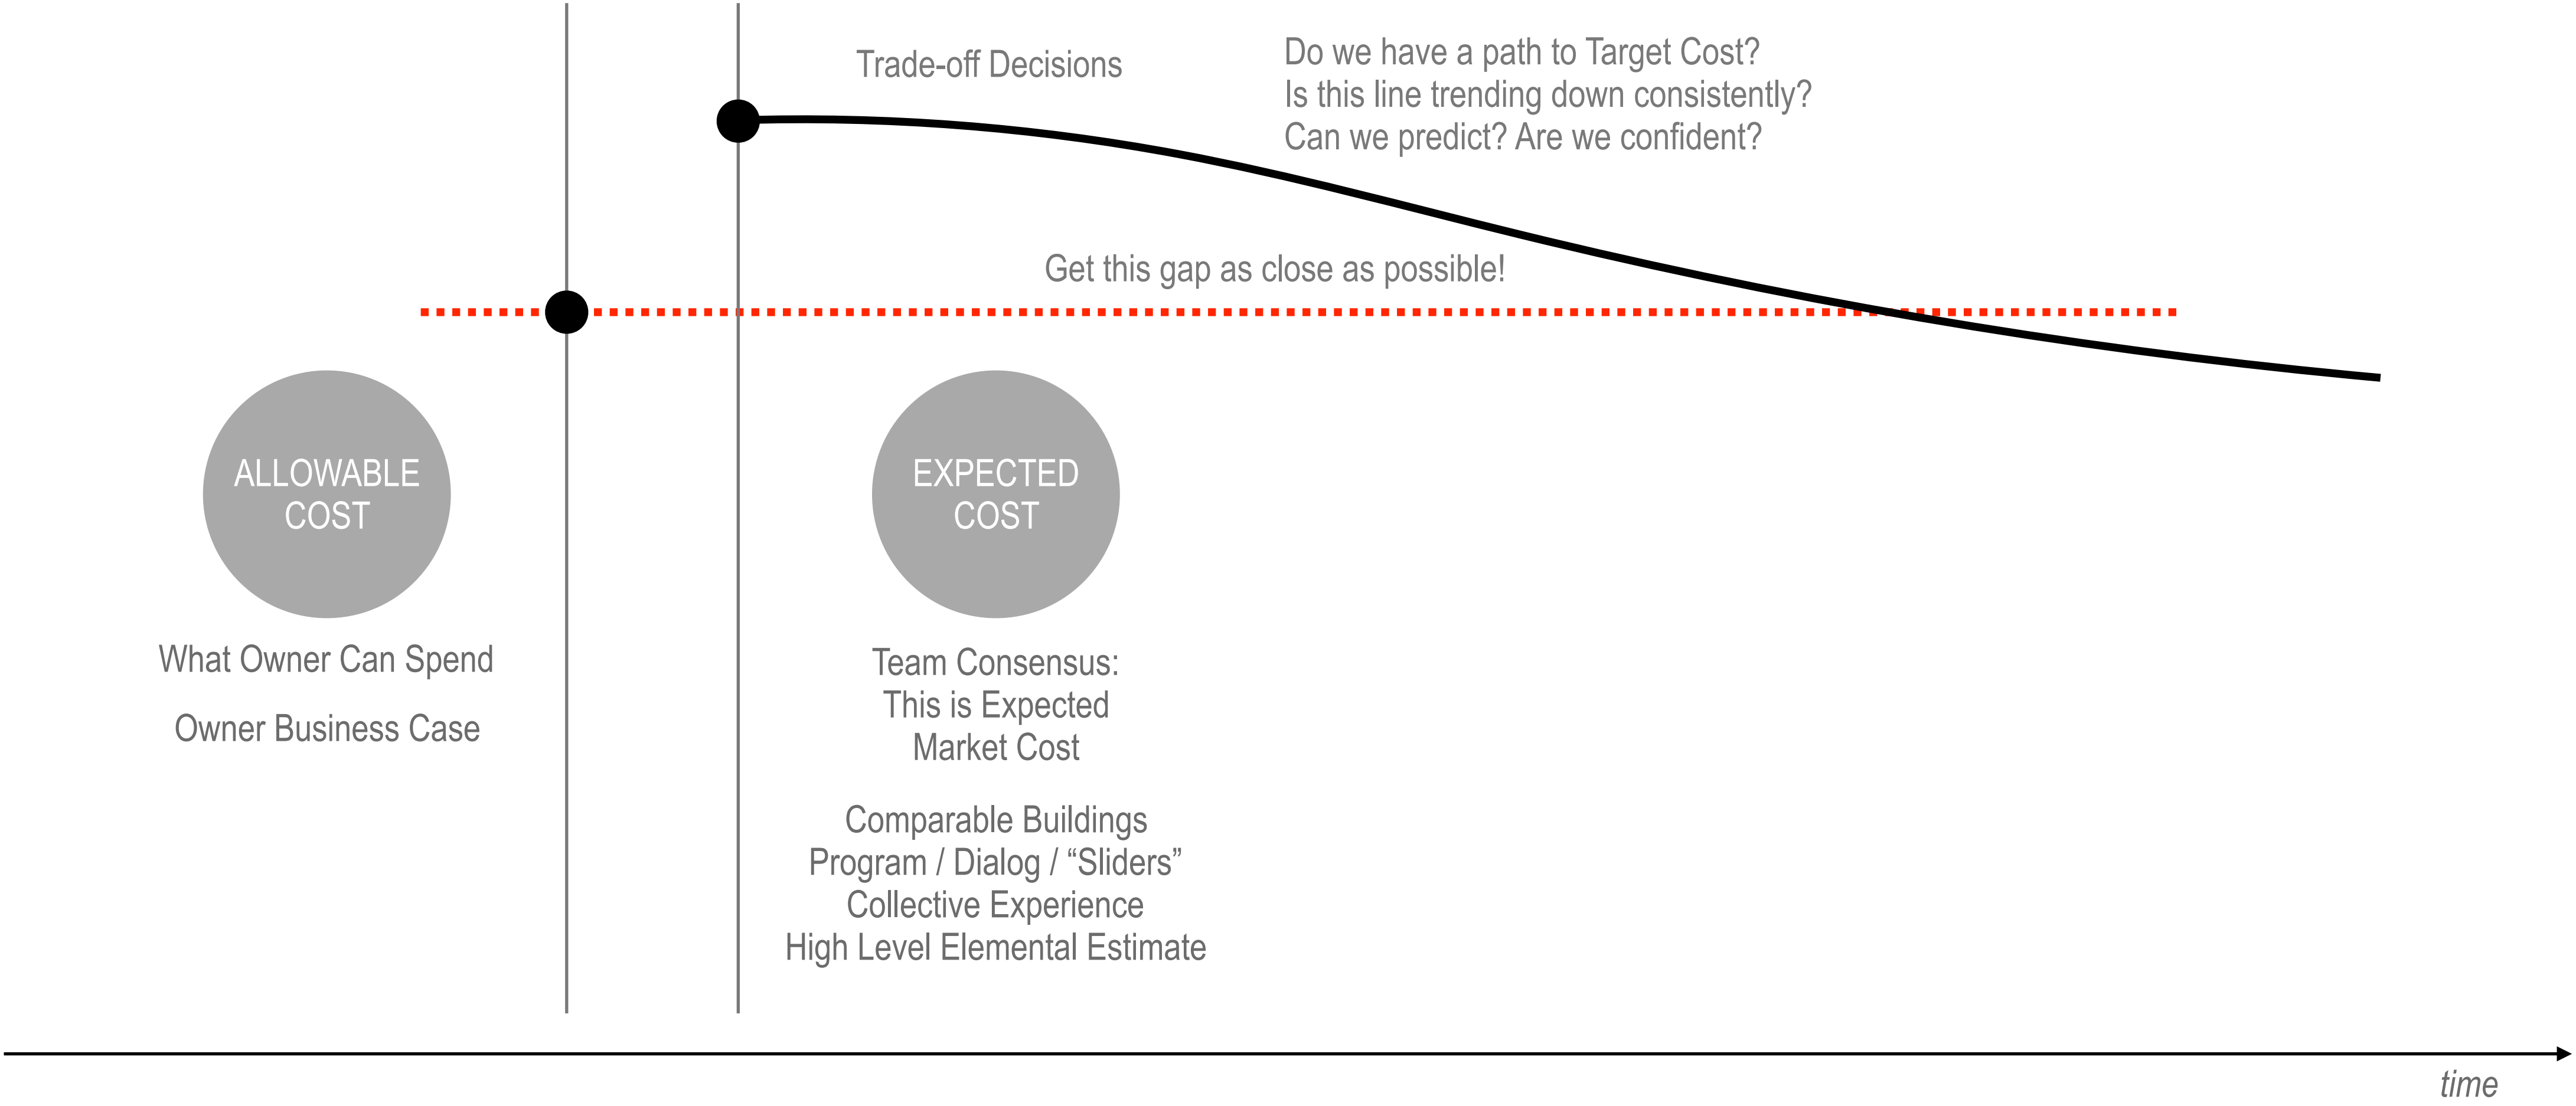 Trade-off Decisions
Do we have a path to Target Cost?
Is this line trending down consistently?
Can we predict? Are we confident?
Get this gap as close as possible!
ALLOWABLE
COST
What Owner Can Spend
Owner Business Case
EXPECTED
COST
Team Consensus:
This is Expected
Market Cost
Comparable Buildings
Program / Dialog / “Sliders”
Collective Experience
High Level Elemental Estimate
time